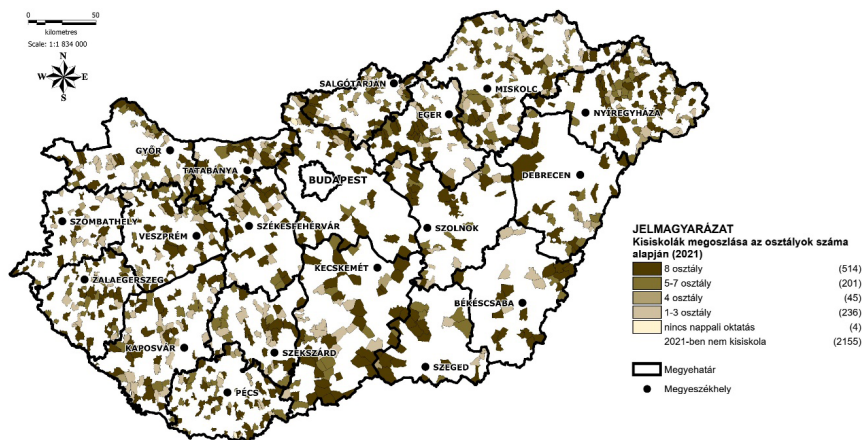 0 50
kilometres
Scale: 1:1 834 000
N
W E
S
SALGÓTARJÁN
MISKOLC
EGER
NYÍREGYHÁZA
GYŐR
TATABÁNYA
BUDAPEST
DEBRECEN
SZOMBATHELY
VESZPRÉM
SZÉKESFEHÉRVÁR
SZOLNOK
ZALAEGERSZEG
KECSKEMÉT
BÉKÉSCSABA
KAPOSVÁR
SZEKSZÁRD
SZEGED
PÉCS
JELMAGYARÁZAT
Kisiskolák megoszlása az osztályok száma
alapján (2021)
8 osztály (514)
5-7 osztály (201)
4 osztály (45)
1-3 osztály (236)
nincs nappali oktatás (4)
2021-ben nem kisiskola (2155)
Megyehatár
Megyeszékhely